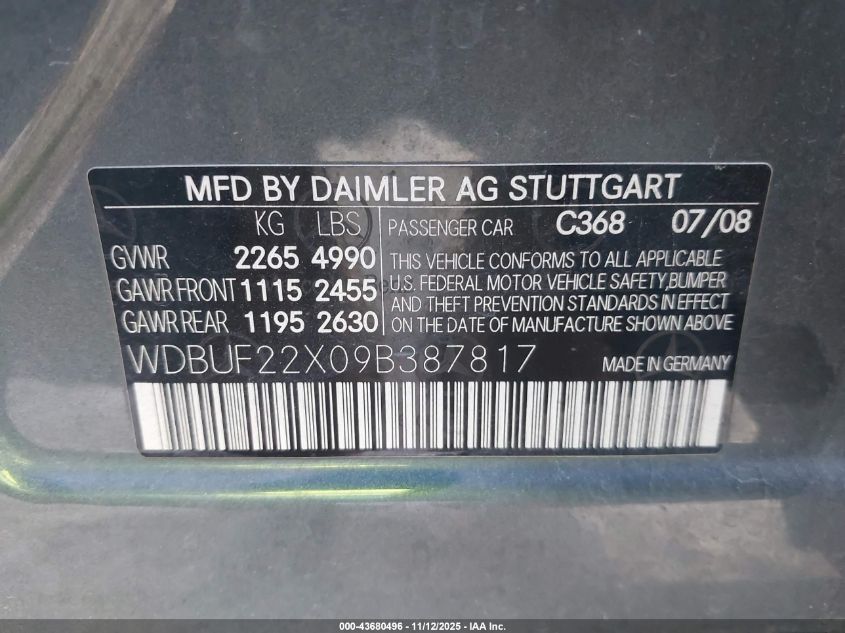 MFD BY DAIMLER AG STUTTGART
KG LBS PASSENGER CAR C368 07/08
GVWR 2265 4990 THIS VEHICLE CONFORMS TO ALL APPLICABLE
GAWR FRONT 1115 2455 U.S. FEDERAL MOTOR VEHICLE SAFETY, BUMPER
AND THEFT PREVENTION STANDARDS IN EFFECT
GAWR REAR 1195 2630 ON THE DATE OF MANUFACTURE SHOWN ABOVE
WDBUF22X09B387817 MADE IN GERMANY
000-43680496 - 11/12/2025 - IAA Inc.